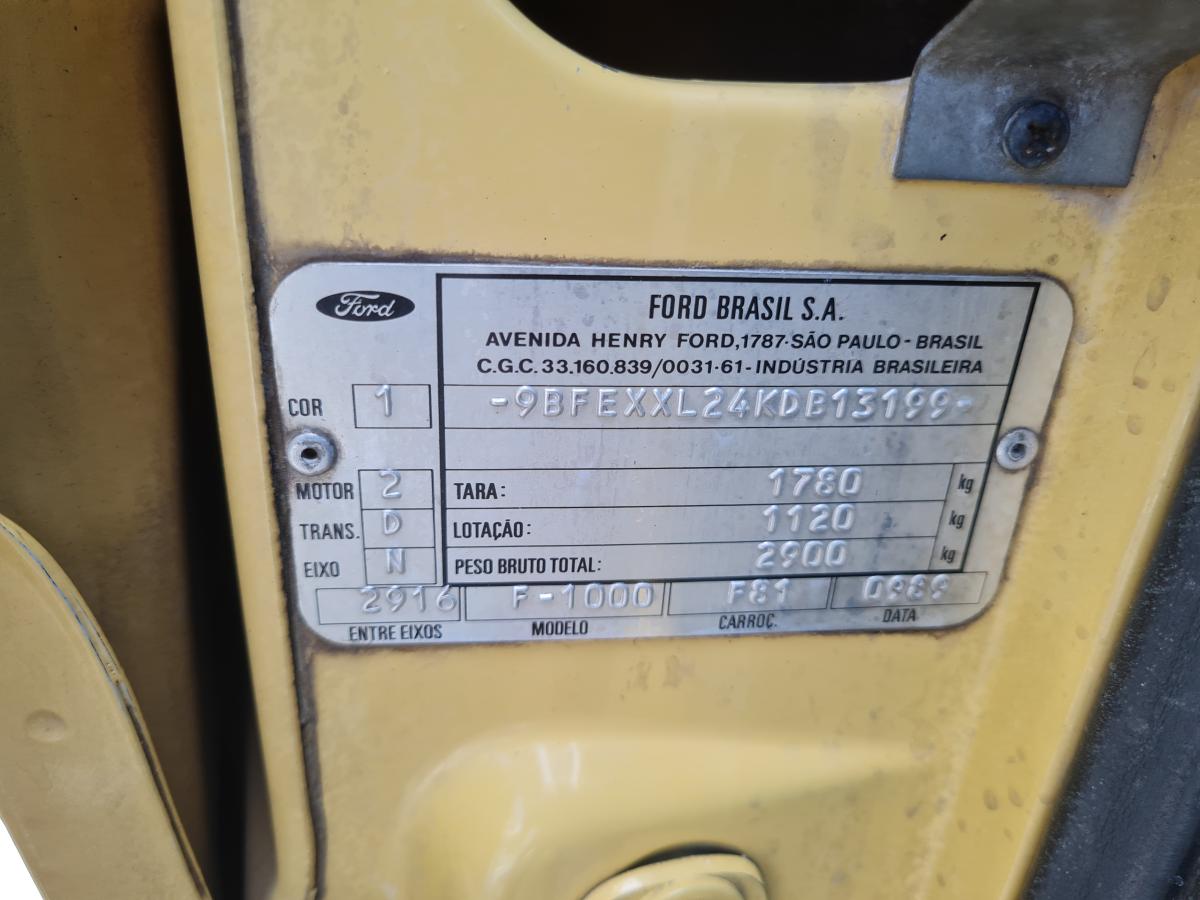 Ford
FORD BRASIL S.A.
AVENIDA HENRY FORD,1787-SÃO PAULO-BRASIL
C.G.C. 33.160.839/0031-61-INDÚSTRIA BRASILEIRA
COR 1
-9BFEXXL24KDB13199-
MOTOR 2
TARA: 1780 kg
TRANS. D
LOTAÇÃO: 1120 kg
EIXO N
PESO BRUTO TOTAL: 2900 kg
2916 F-1000 F81 0989
ENTRE EIXOS MODELO CARROÇ. DATA